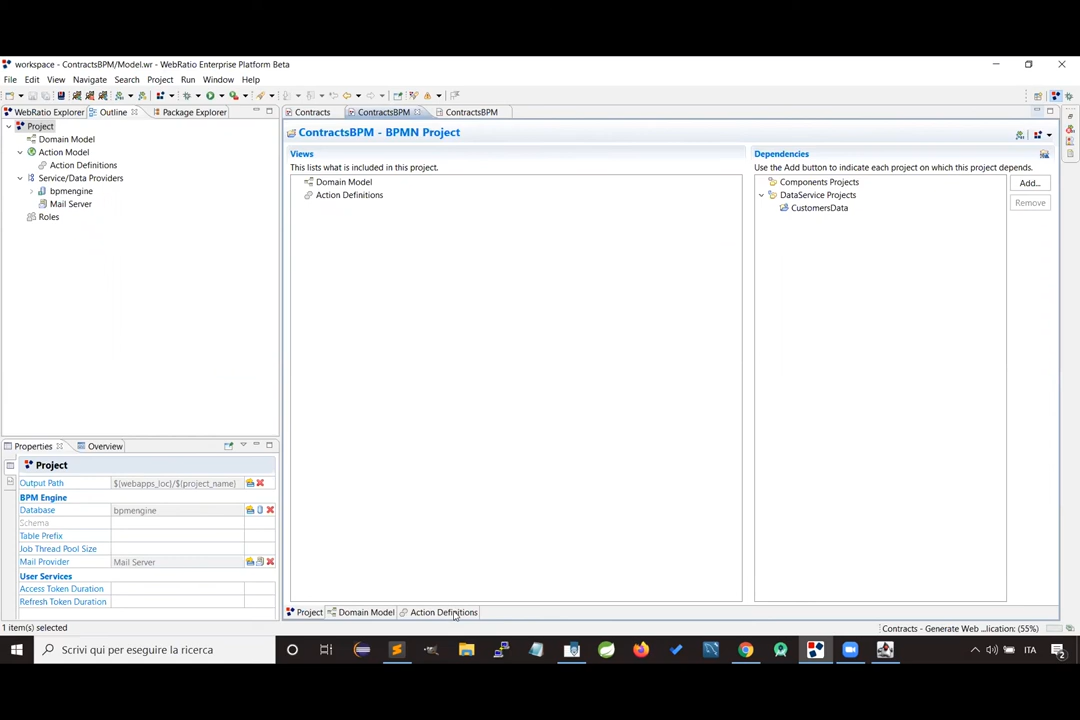 workspace - ContractsBPM/Model.wr - WebRatio Enterprise Platform Beta
File Edit View Navigate Search Project Run Window Help
WebRatio Explorer Outline Package Explorer
Project
Domain Model
Action Model
Action Definitions
Service/Data Providers
bpmengine
Mail Server
Roles
Contracts ContractsBPM ContractsBPM
ContractsBPM - BPMN Project
Views
This lists what is included in this project.
Domain Model
Action Definitions
Dependencies
Use the Add button to indicate each project on which this project depends.
Components Projects
DataService Projects
CustomersData
Add...
Remove
Properties Overview
Project
Output Path ${webapps_loc}/${project_name}
BPM Engine
Database bpmengine
Schema
Table Prefix
Job Thread Pool Size
Mail Provider Mail Server
User Services
Access Token Duration
Refresh Token Duration
Project Domain Model Action Definitions
1 item(s) selected
Contracts - Generate Web ...lication: (55%)
Scrivi qui per eseguire la ricerca
ITA
2